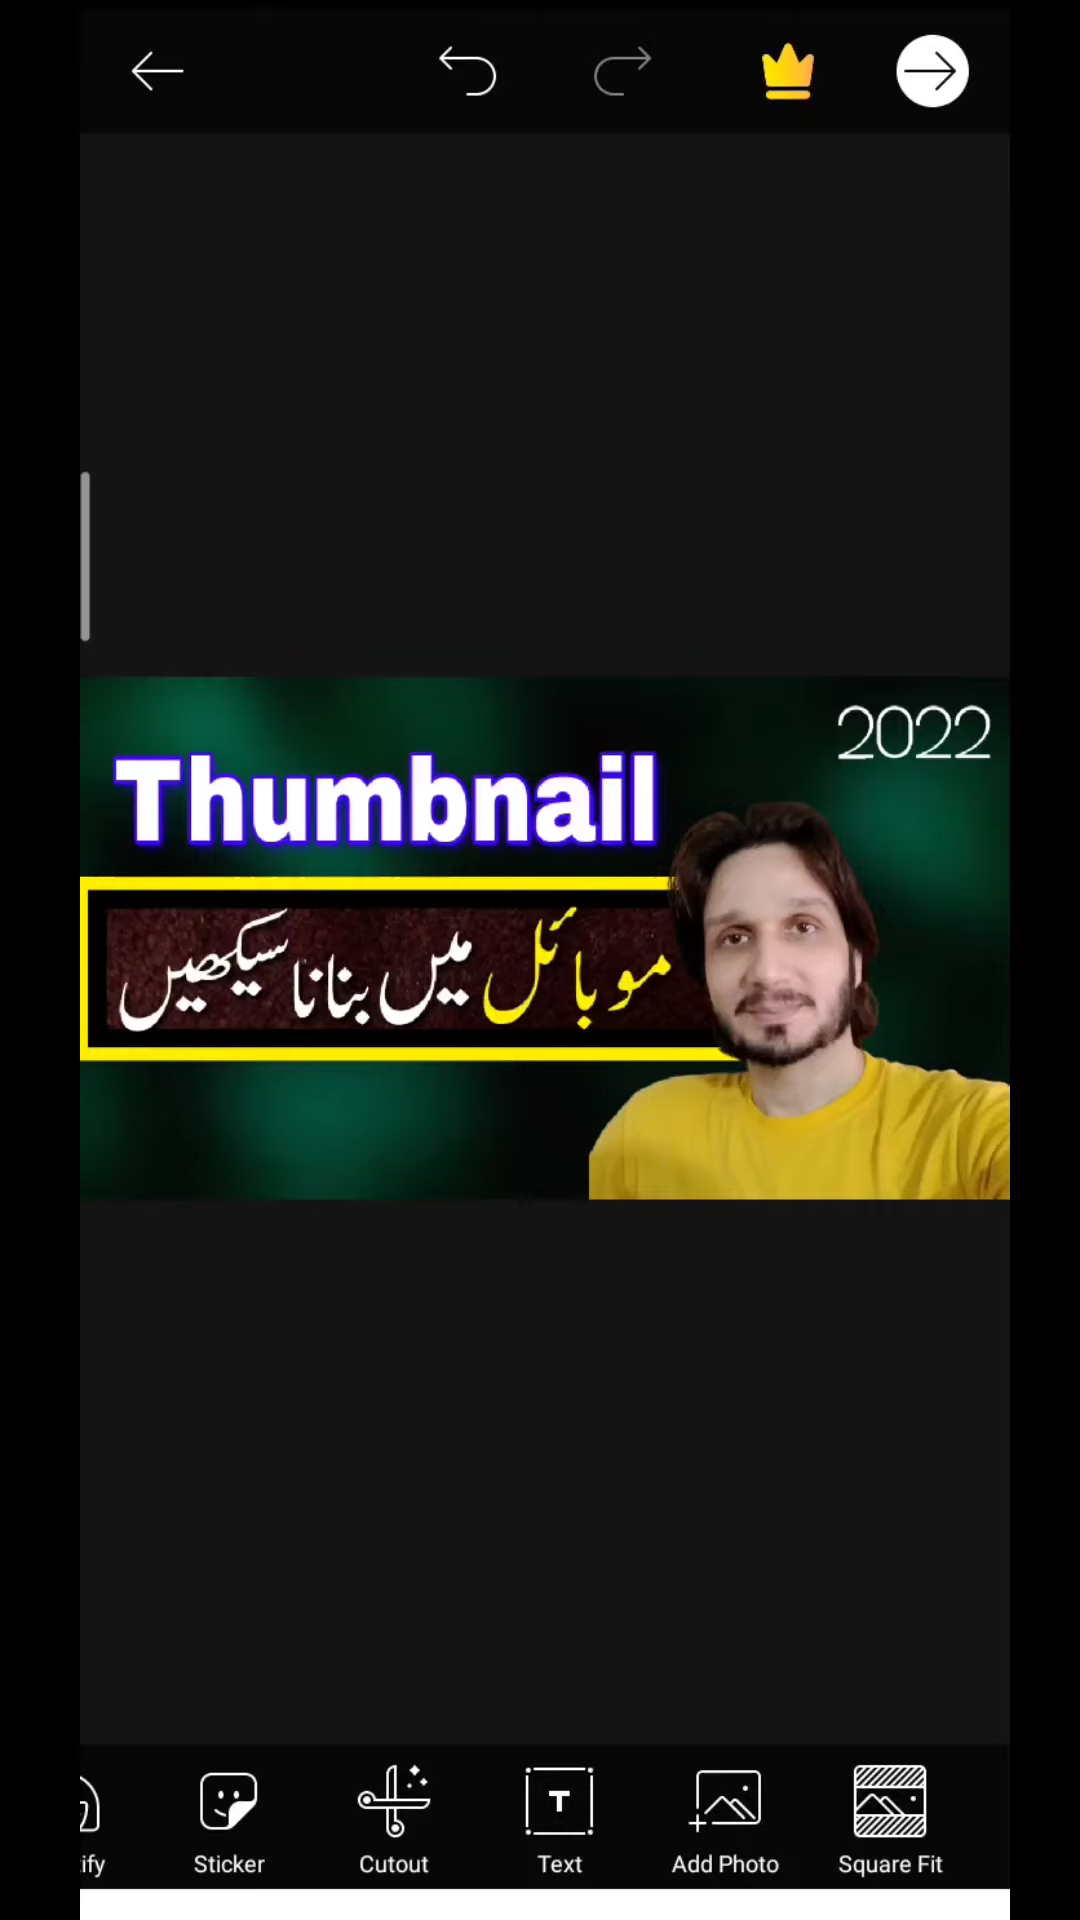 2022
Thumbnail
موبائل میں بنانا سیکھیں
ify
Sticker
Cutout
T
Text
Add Photo
Square Fit